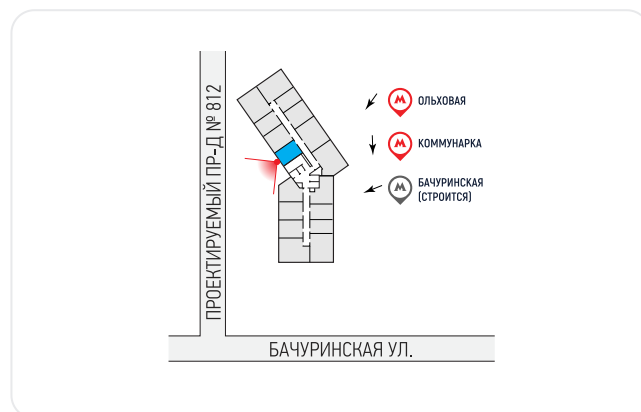 ПРОЕКТИРУЕМЫЙ ПР-Д № 812
М ОЛЬХОВАЯ
М КОММУНАРКА
М БАЧУРИНСКАЯ
(СТРОИТСЯ)
БАЧУРИНСКАЯ УЛ.